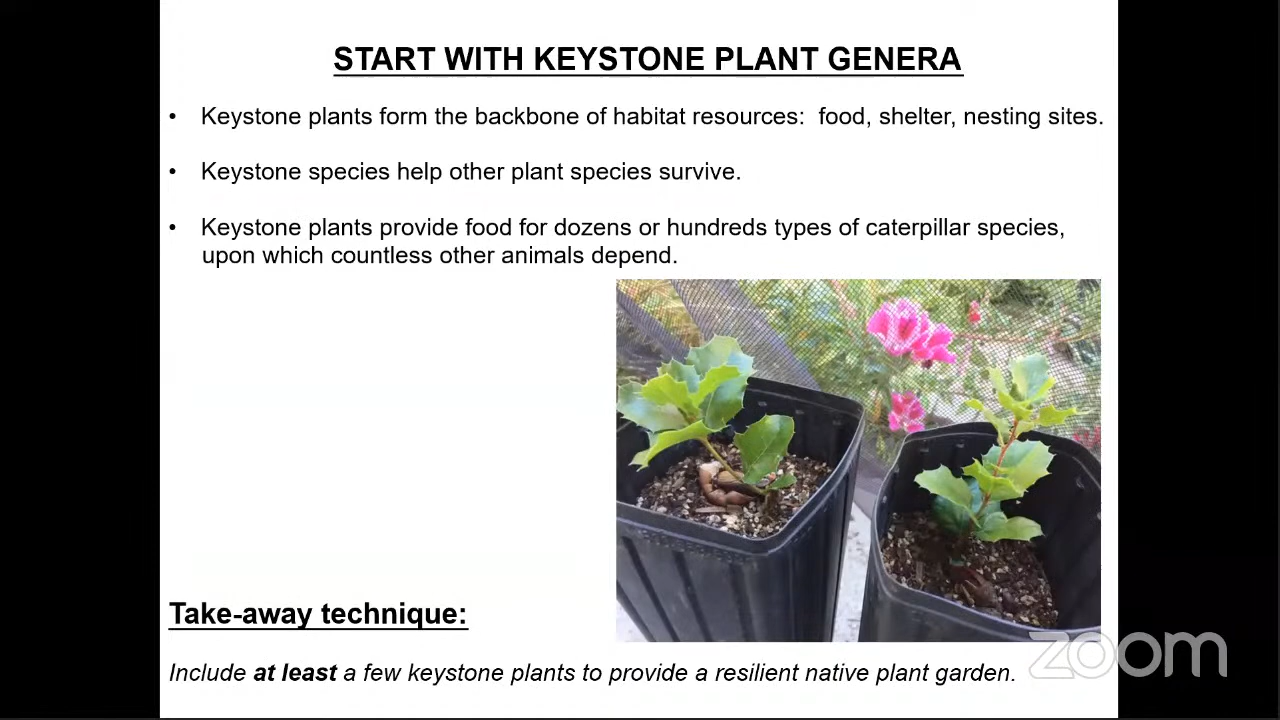 START WITH KEYSTONE PLANT GENERA
• Keystone plants form the backbone of habitat resources:  food, shelter, nesting sites.
• Keystone species help other plant species survive.
• Keystone plants provide food for dozens or hundreds types of caterpillar species,
upon which countless other animals depend.
Take-away technique:
Include at least a few keystone plants to provide a resilient native plant garden.
zoom